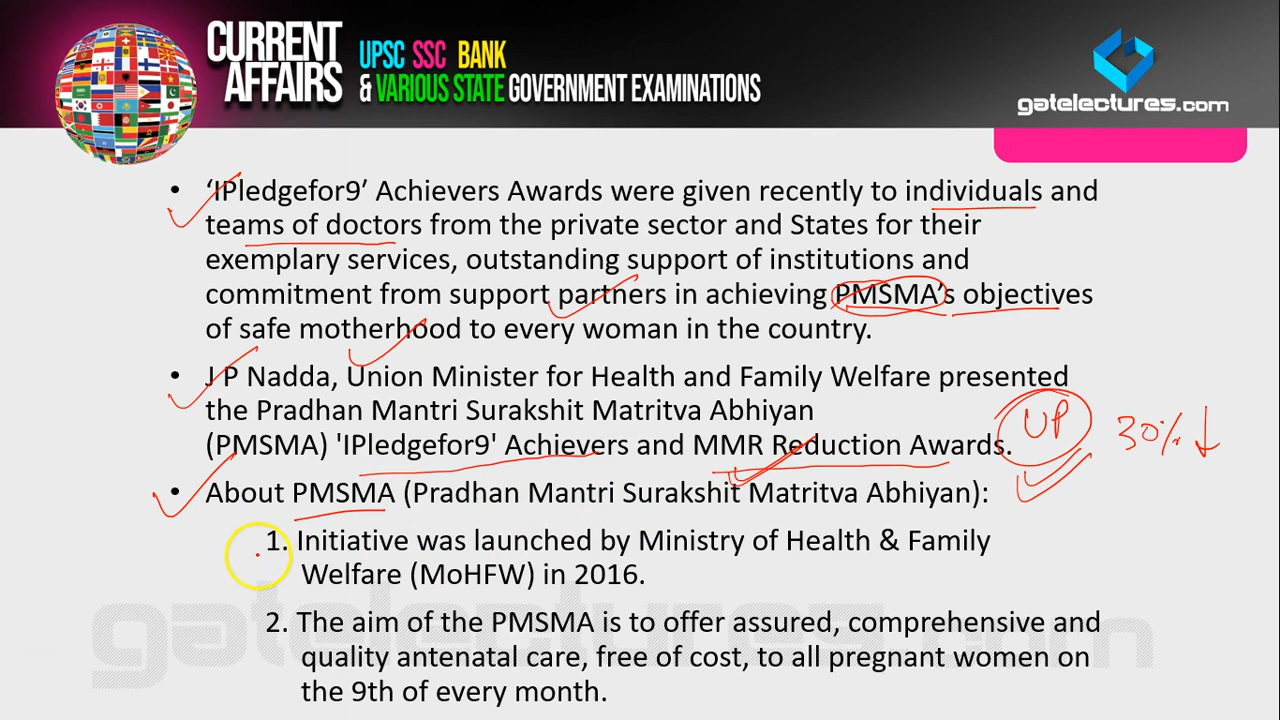 CURRENT
AFFAIRS
UPSC SSC BANK
& VARIOUS STATE GOVERNMENT EXAMINATIONS
gatelectures.com
• ‘IPledgefor9’ Achievers Awards were given recently to individuals and
teams of doctors from the private sector and States for their
exemplary services, outstanding support of institutions and
commitment from support partners in achieving PMSMA’s objectives
of safe motherhood to every woman in the country.
• J P Nadda, Union Minister for Health and Family Welfare presented
the Pradhan Mantri Surakshit Matritva Abhiyan
(PMSMA) 'IPledgefor9' Achievers and MMR Reduction Awards.
UP 30% ↓
• About PMSMA (Pradhan Mantri Surakshit Matritva Abhiyan):
1. Initiative was launched by Ministry of Health & Family
Welfare (MoHFW) in 2016.
2. The aim of the PMSMA is to offer assured, comprehensive and
quality antenatal care, free of cost, to all pregnant women on
the 9th of every month.
gatelectures.com